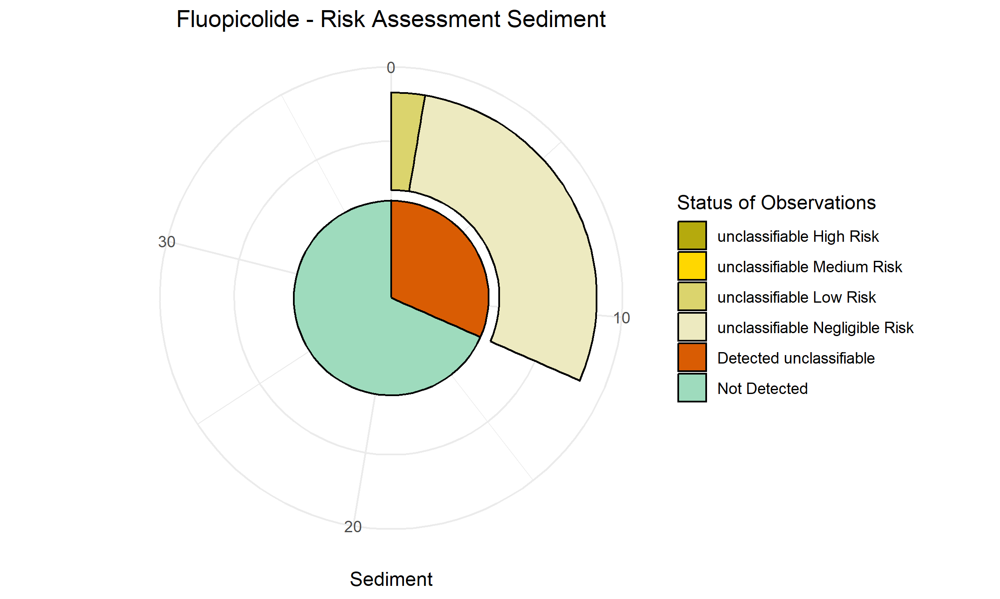 Fluopicolide - Risk Assessment Sediment
0
30
10
20
Sediment
Status of Observations
unclassifiable High Risk
unclassifiable Medium Risk
unclassifiable Low Risk
unclassifiable Negligible Risk
Detected unclassifiable
Not Detected